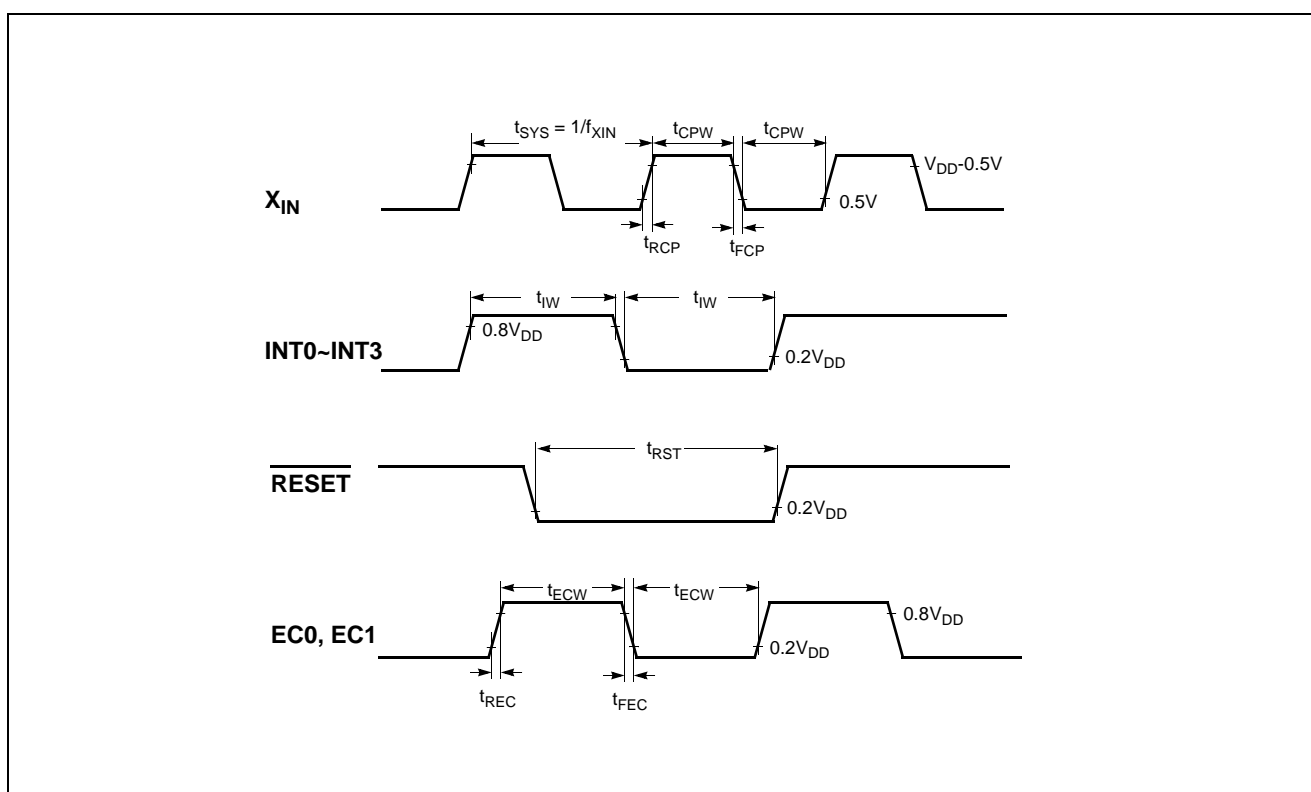 tSYS = 1/fXIN tCPW tCPW
VDD-0.5V
XIN
0.5V
tRCP tFCP
tIW tIW
0.8VDD
INT0~INT3
0.2VDD
tRST
RESET
0.2VDD
tECW tECW
0.8VDD
EC0, EC1
0.2VDD
tREC tFEC